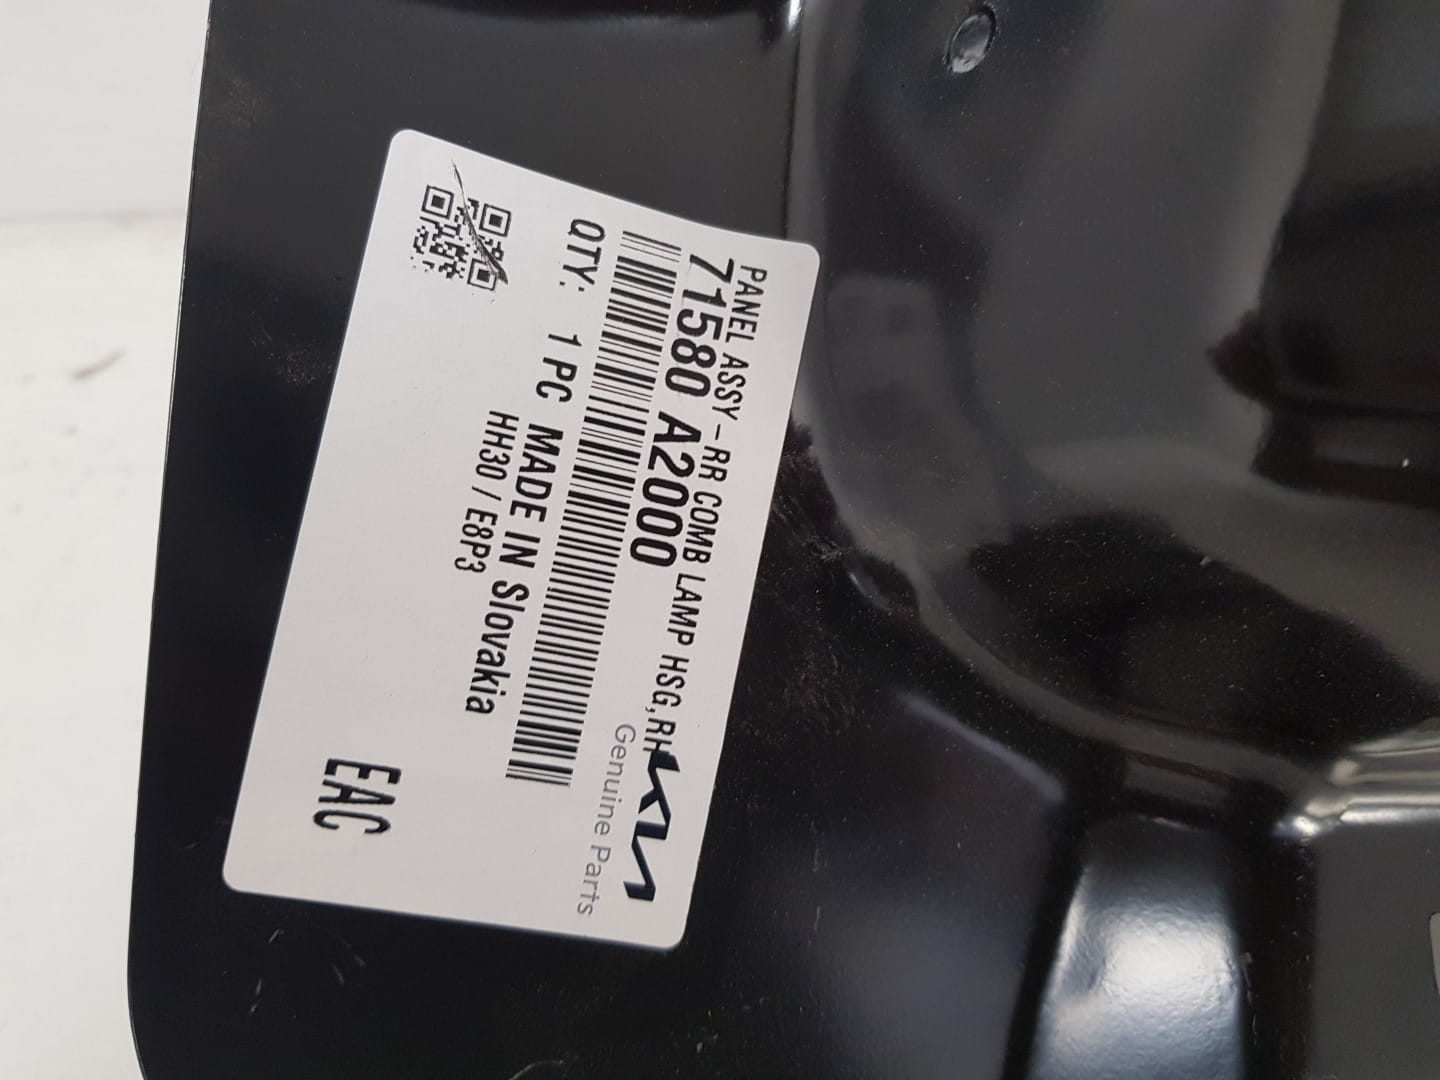 PANEL ASSY-RR COMB LAMP HSG,RH
71580 A2000
KIA
Genuine Parts
QTY: 1 PC MADE IN Slovakia
HH30 / E8P3
EAC